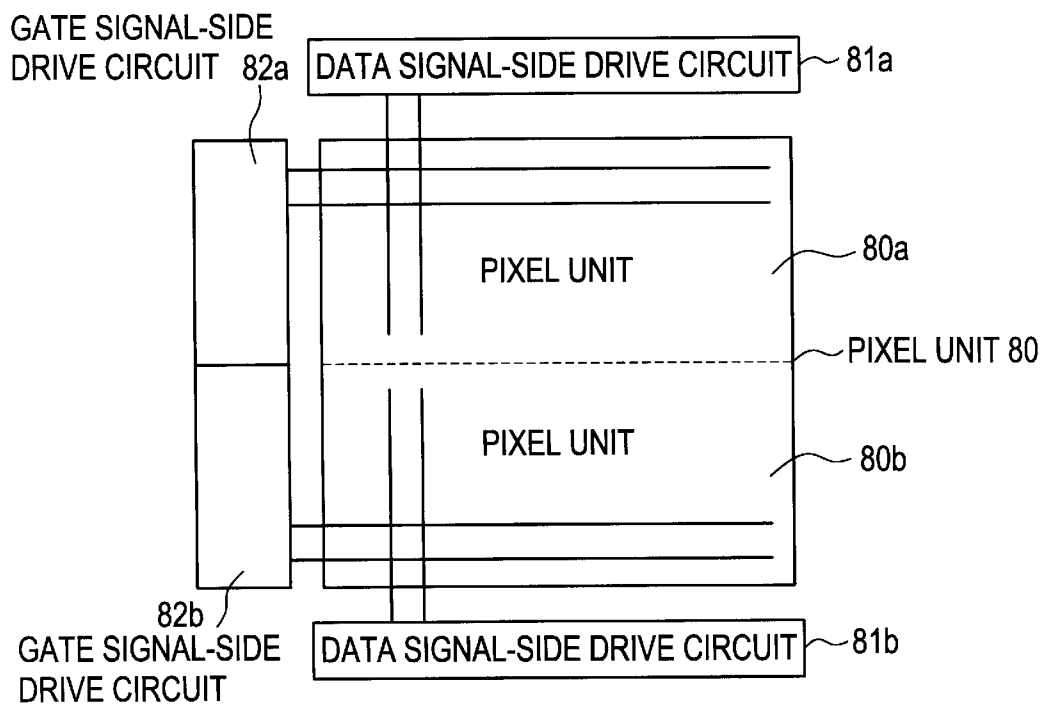 GATE SIGNAL-SIDE
DRIVE CIRCUIT 82a
DATA SIGNAL-SIDE DRIVE CIRCUIT 81a
PIXEL UNIT 80a
PIXEL UNIT 80
PIXEL UNIT 80b
82b
GATE SIGNAL-SIDE
DRIVE CIRCUIT
DATA SIGNAL-SIDE DRIVE CIRCUIT 81b